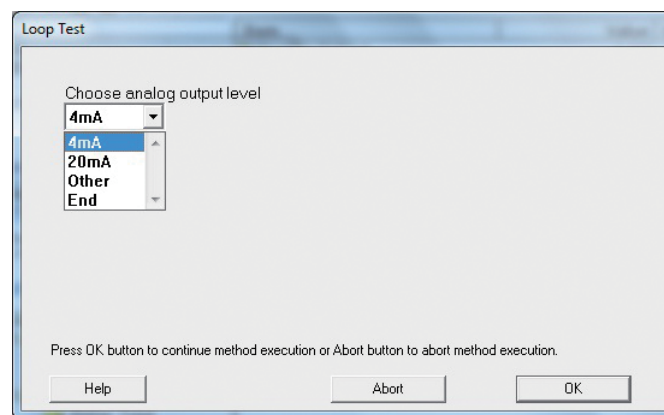 Loop Test
Choose analog output level
4mA
4mA
20mA
Other
End
Press OK button to continue method execution or Abort button to abort method execution.
Help
Abort
OK